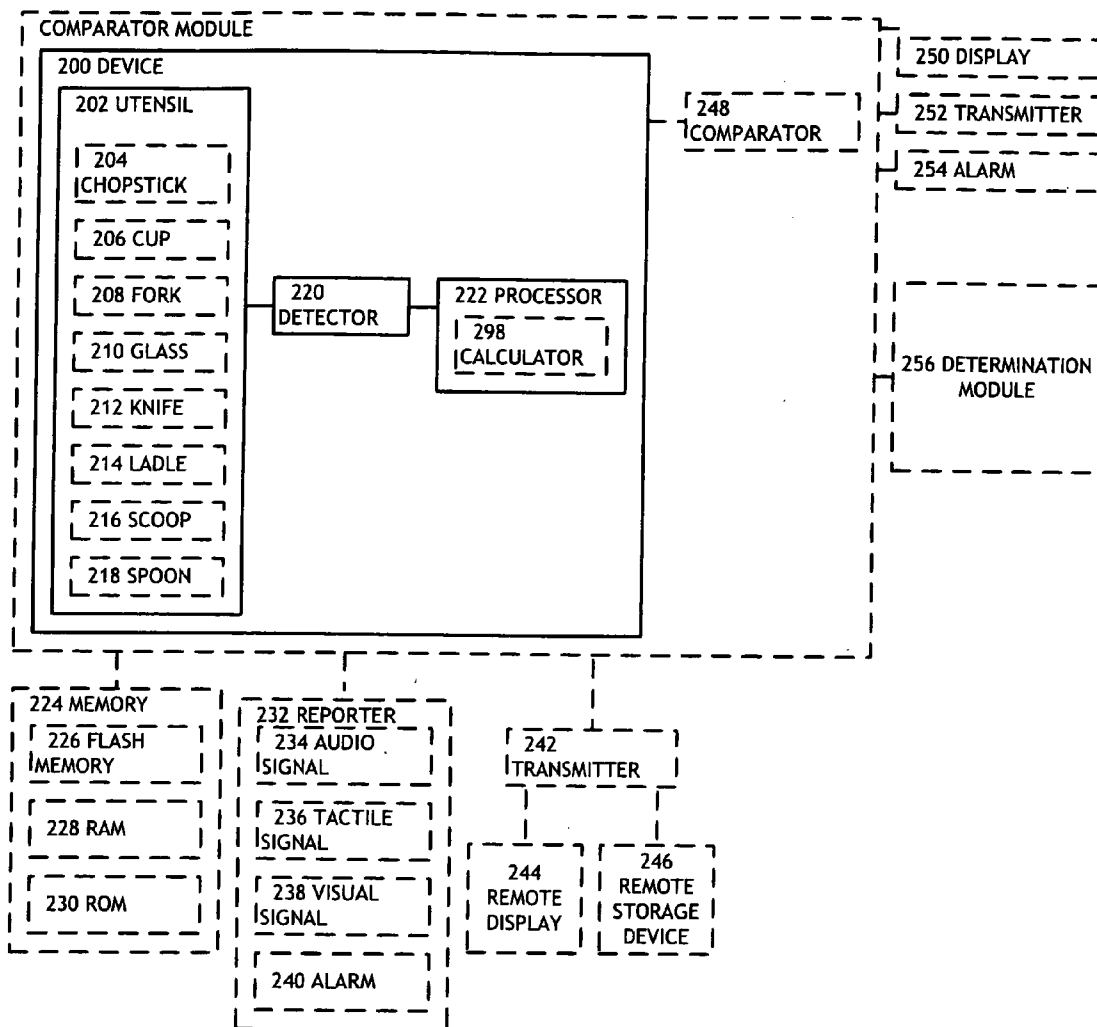 COMPARATOR MODULE
200 DEVICE
202 UTENSIL
204
CHOPSTICK
206 CUP
208 FORK
210 GLASS
212 KNIFE
214 LADLE
216 SCOOP
218 SPOON
220
DETECTOR
222 PROCESSOR
298
CALCULATOR
248
COMPARATOR
250 DISPLAY
252 TRANSMITTER
254 ALARM
256 DETERMINATION
MODULE
224 MEMORY
226 FLASH
MEMORY
228 RAM
230 ROM
232 REPORTER
234 AUDIO
SIGNAL
236 TACTILE
SIGNAL
238 VISUAL
SIGNAL
240 ALARM
242
TRANSMITTER
244
REMOTE
DISPLAY
246
REMOTE
STORAGE
DEVICE